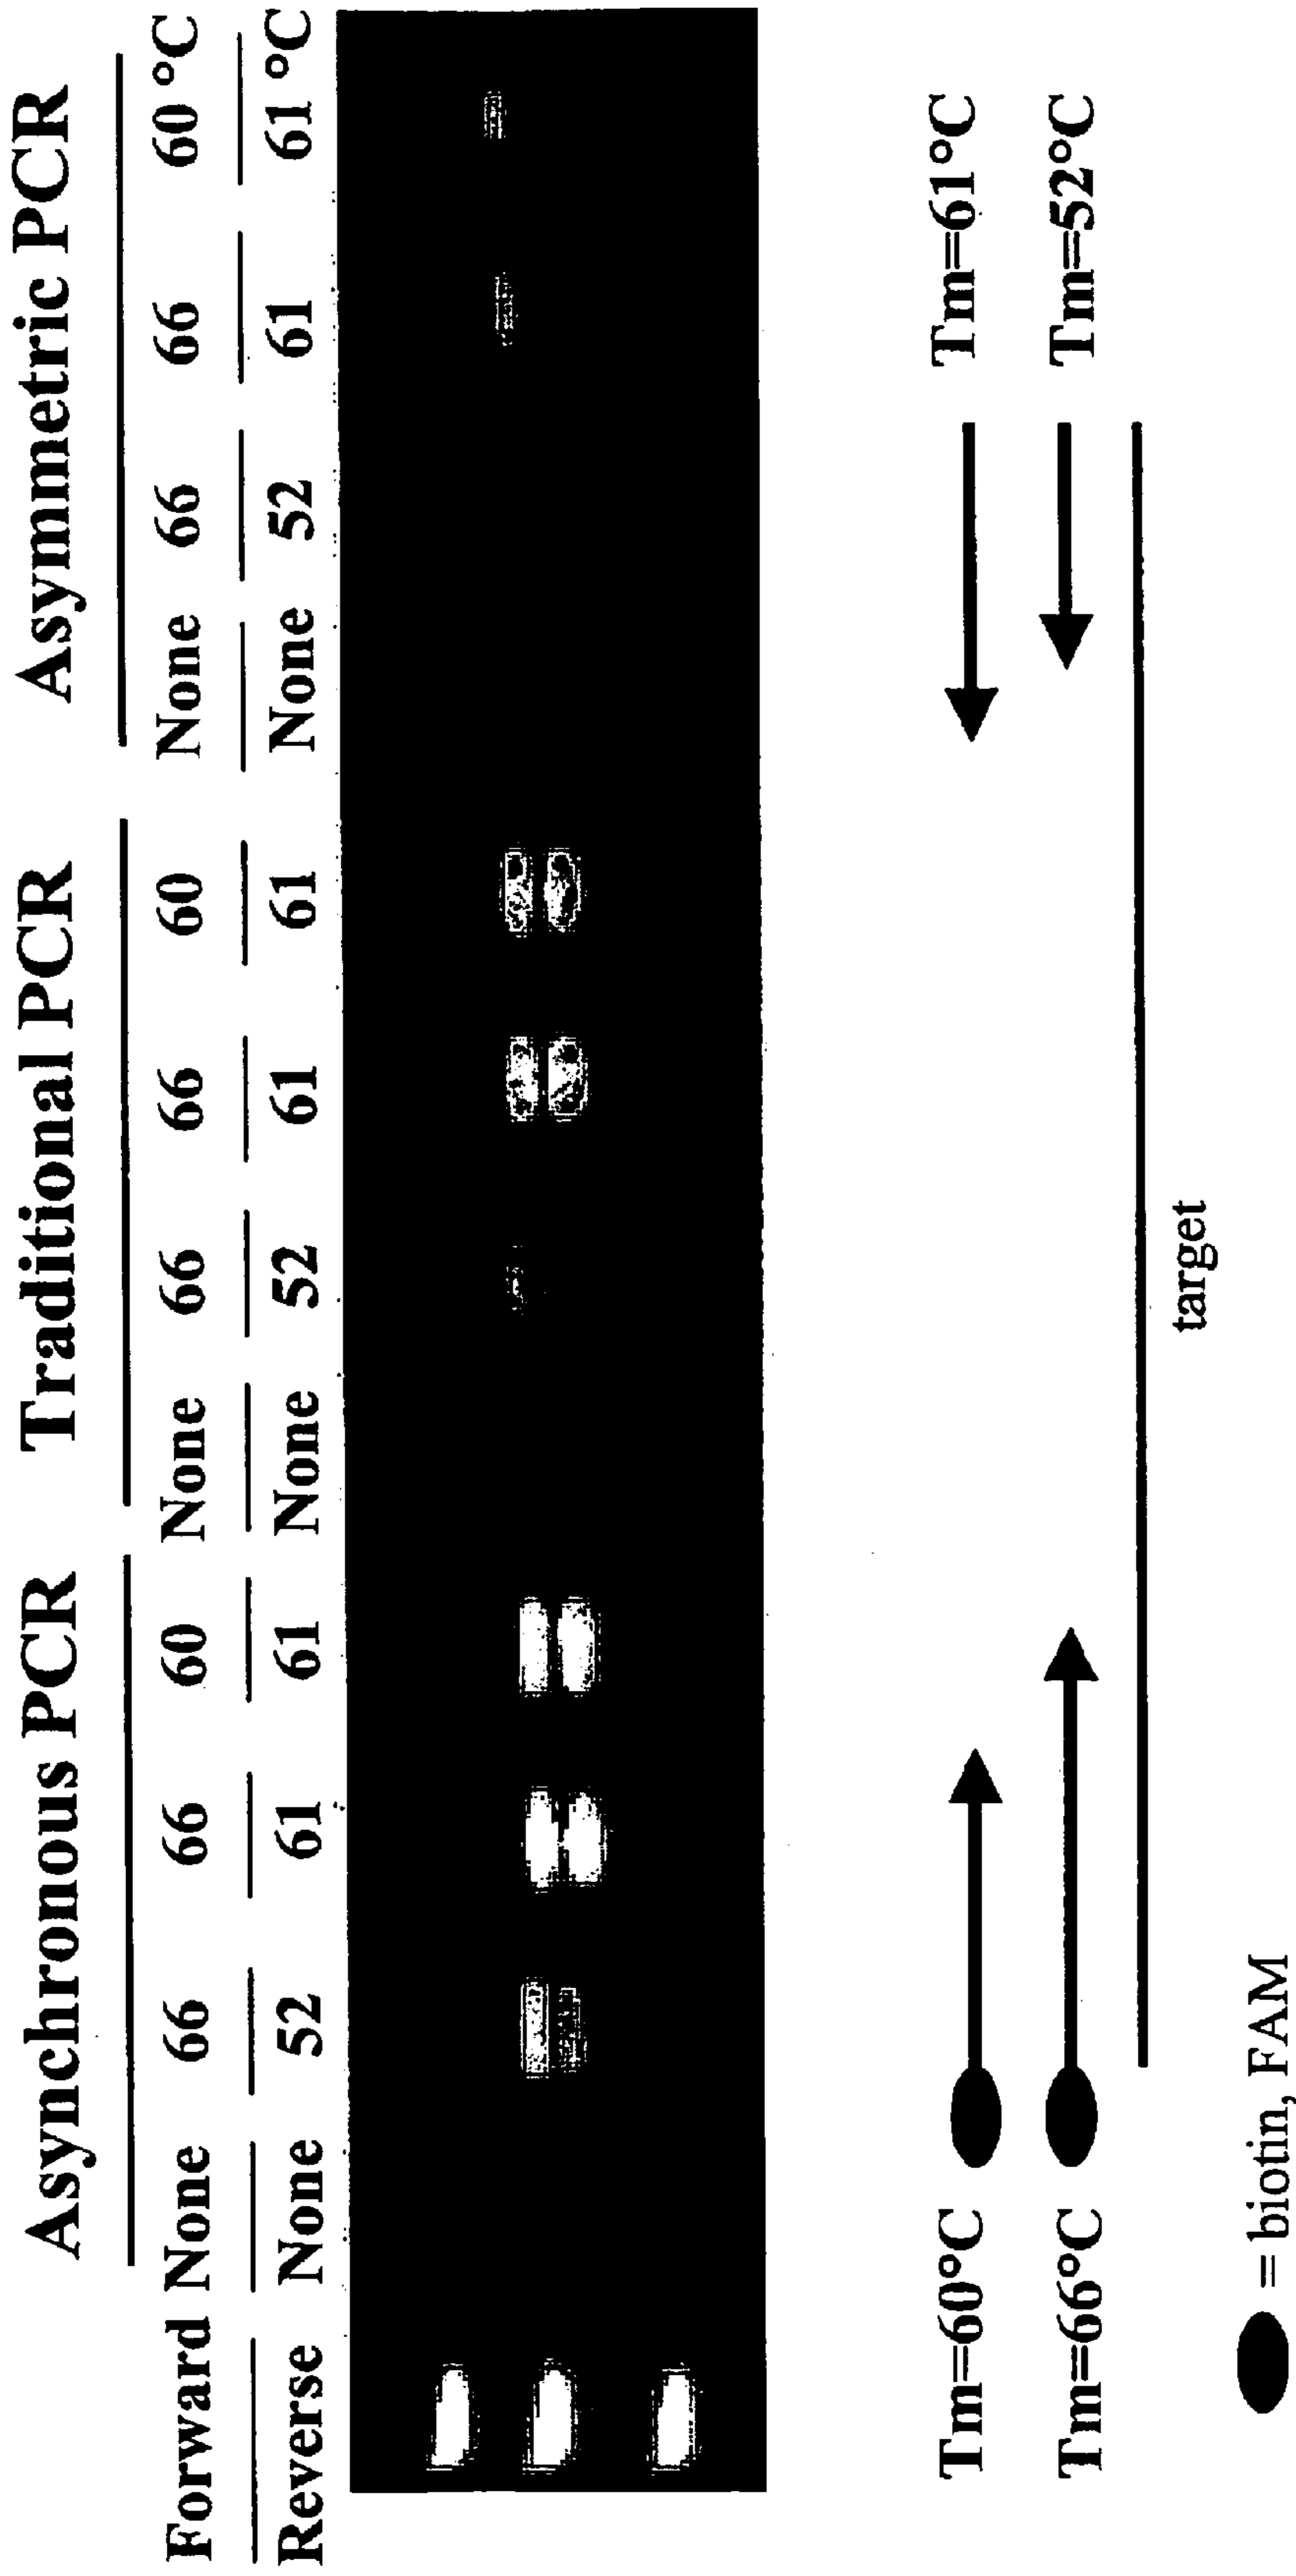 Asynchronous PCR Traditional PCR Asymmetric PCR
Forward None 66 66 60 None 66 66 60 None 66 66 60 °C
Reverse None 52 61 61 None 52 61 61 None 52 61 61 °C
Tm=60°C Tm=61°C
Tm=66°C Tm=52°C
target
= biotin, FAM